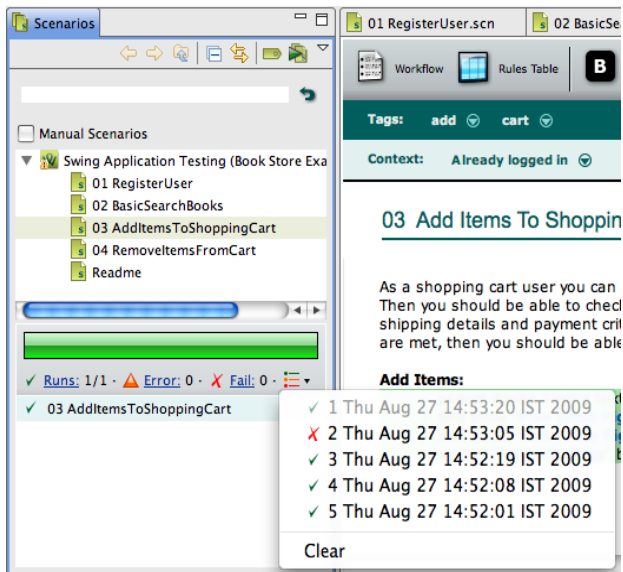 Scenarios
Manual Scenarios
Swing Application Testing (Book Store Exa
01 RegisterUser
02 BasicSearchBooks
03 AddItemsToShoppingCart
04 RemoveItemsFromCart
Readme
Runs: 1/1 · Error: 0 · Fail: 0 ·
03 AddItemsToShoppingCart
01 RegisterUser.scn
02 BasicSea
Workflow
Rules Table
B
Tags: add cart
Context: Already logged in
03 Add Items To Shoppin
As a shopping cart user you can
Then you should be able to chec
shipping details and payment crit
are met, then you should be able
Add Items:
1 Thu Aug 27 14:53:20 IST 2009
2 Thu Aug 27 14:53:05 IST 2009
3 Thu Aug 27 14:52:19 IST 2009
4 Thu Aug 27 14:52:08 IST 2009
5 Thu Aug 27 14:52:01 IST 2009
Clear